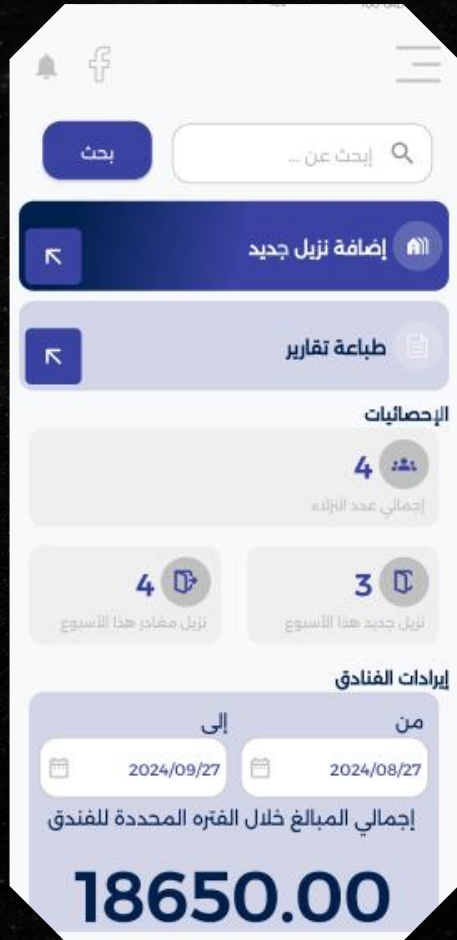 إبحث عن ...
بحث
إضافة نزيل جديد
طباعة تقارير
الإحصائيات
4
إجمالي عدد النزلاء
3
نزيل جديد هذا الأسبوع
4
نزيل مغادر هذا الأسبوع
إيرادات الفنادق
من
إلى
2024/08/27
2024/09/27
إجمالي المبالغ خلال الفتره المحددة للفندق
18650.00